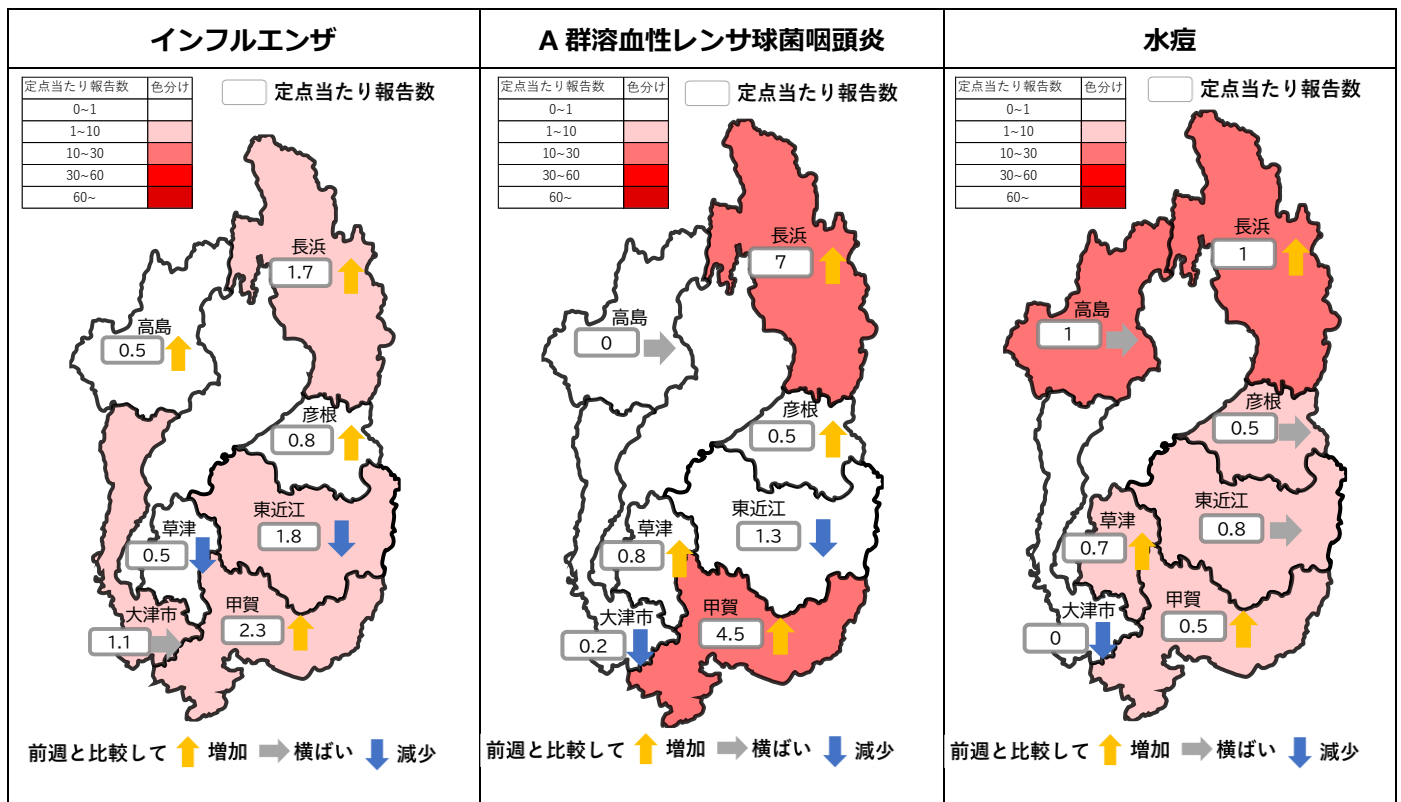 インフルエンザ
定点当たり報告数 色分け
0~1
1~10
10~30
30~60
60~
定点当たり報告数
長浜
1.7
高島
0.5
彦根
0.8
東近江
1.8
草津
0.5
大津市
1.1
甲賀
2.3
前週と比較して 増加 横ばい 減少
A 群溶血性レンサ球菌咽頭炎
定点当たり報告数 色分け
0~1
1~10
10~30
30~60
60~
定点当たり報告数
長浜
7
高島
0
彦根
0.5
東近江
1.3
草津
0.8
大津市
0.2
甲賀
4.5
前週と比較して 増加 横ばい 減少
水痘
定点当たり報告数 色分け
0~1
1~10
10~30
30~60
60~
定点当たり報告数
長浜
1
高島
1
彦根
0.5
東近江
0.8
草津
0.7
大津市
0
甲賀
0.5
前週と比較して 増加 横ばい 減少